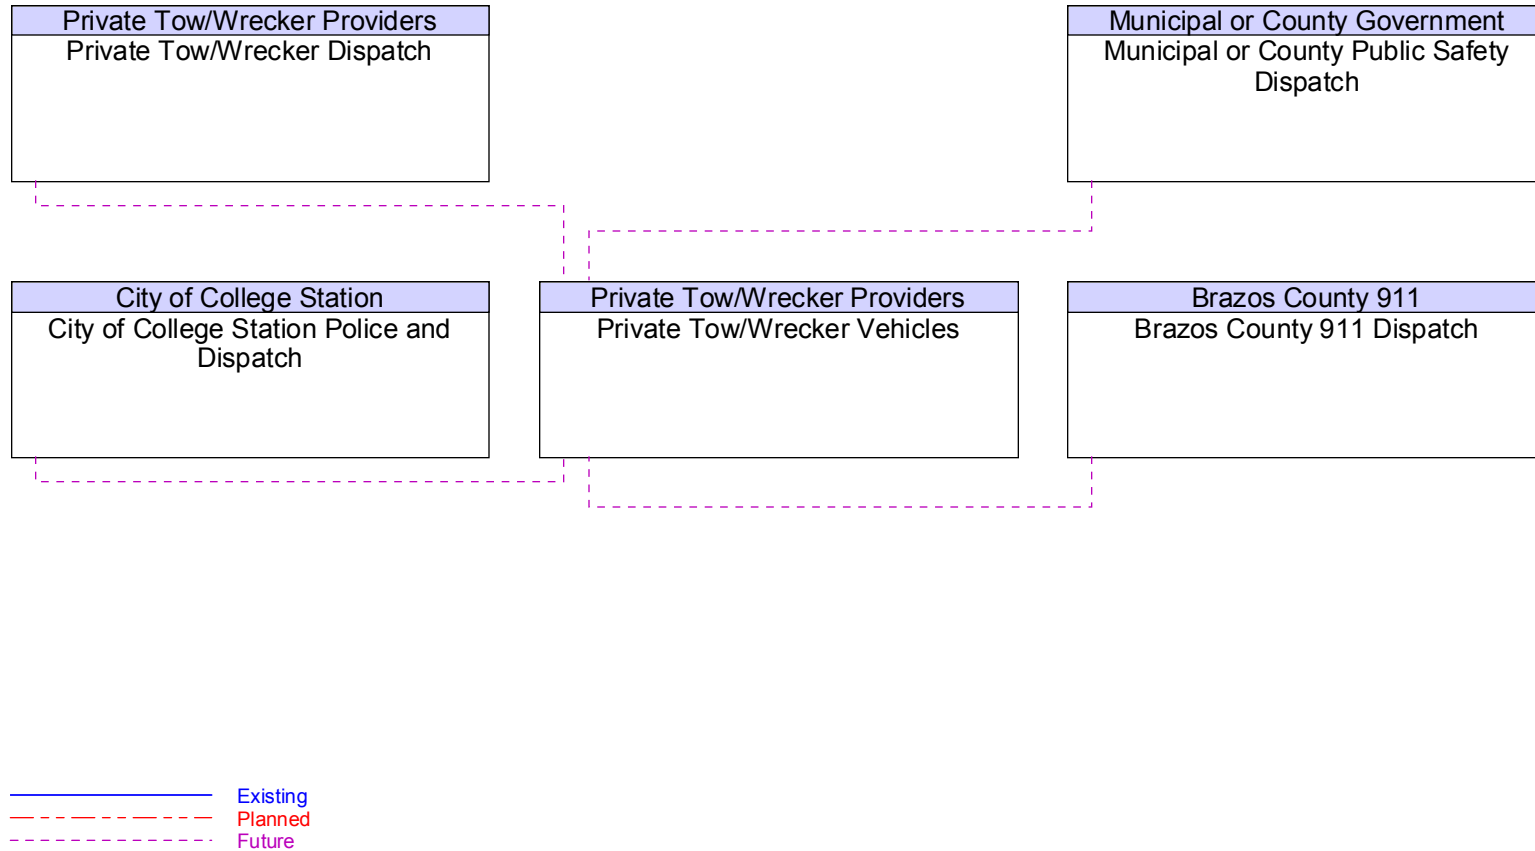 Private Tow/Wrecker Providers
Private Tow/Wrecker Dispatch
Municipal or County Government
Municipal or County Public Safety
Dispatch
City of College Station
City of College Station Police and
Dispatch
Private Tow/Wrecker Providers
Private Tow/Wrecker Vehicles
Brazos County 911
Brazos County 911 Dispatch
Existing
Planned
Future